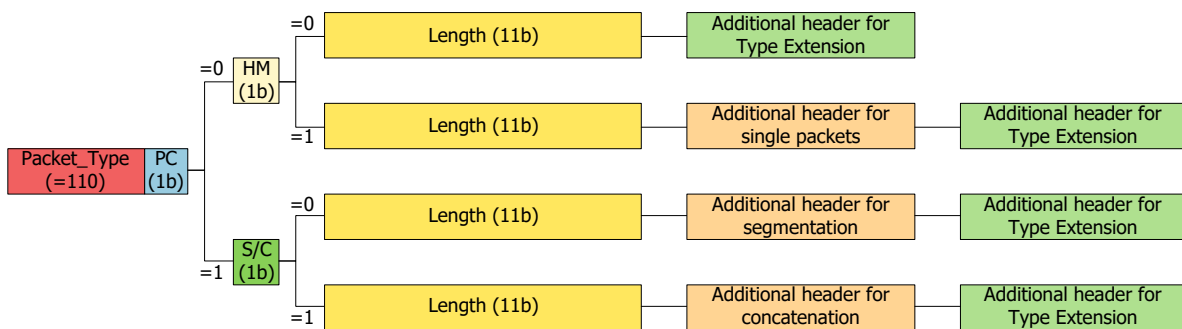 =0
Length (11b)
Additional header for
Type Extension
=0
HM
(1b)
=1
Length (11b)
Additional header for
single packets
Additional header for
Type Extension
Packet_Type
(=110)
PC
(1b)
=0
Length (11b)
Additional header for
segmentation
Additional header for
Type Extension
=1
S/C
(1b)
=1
Length (11b)
Additional header for
concatenation
Additional header for
Type Extension